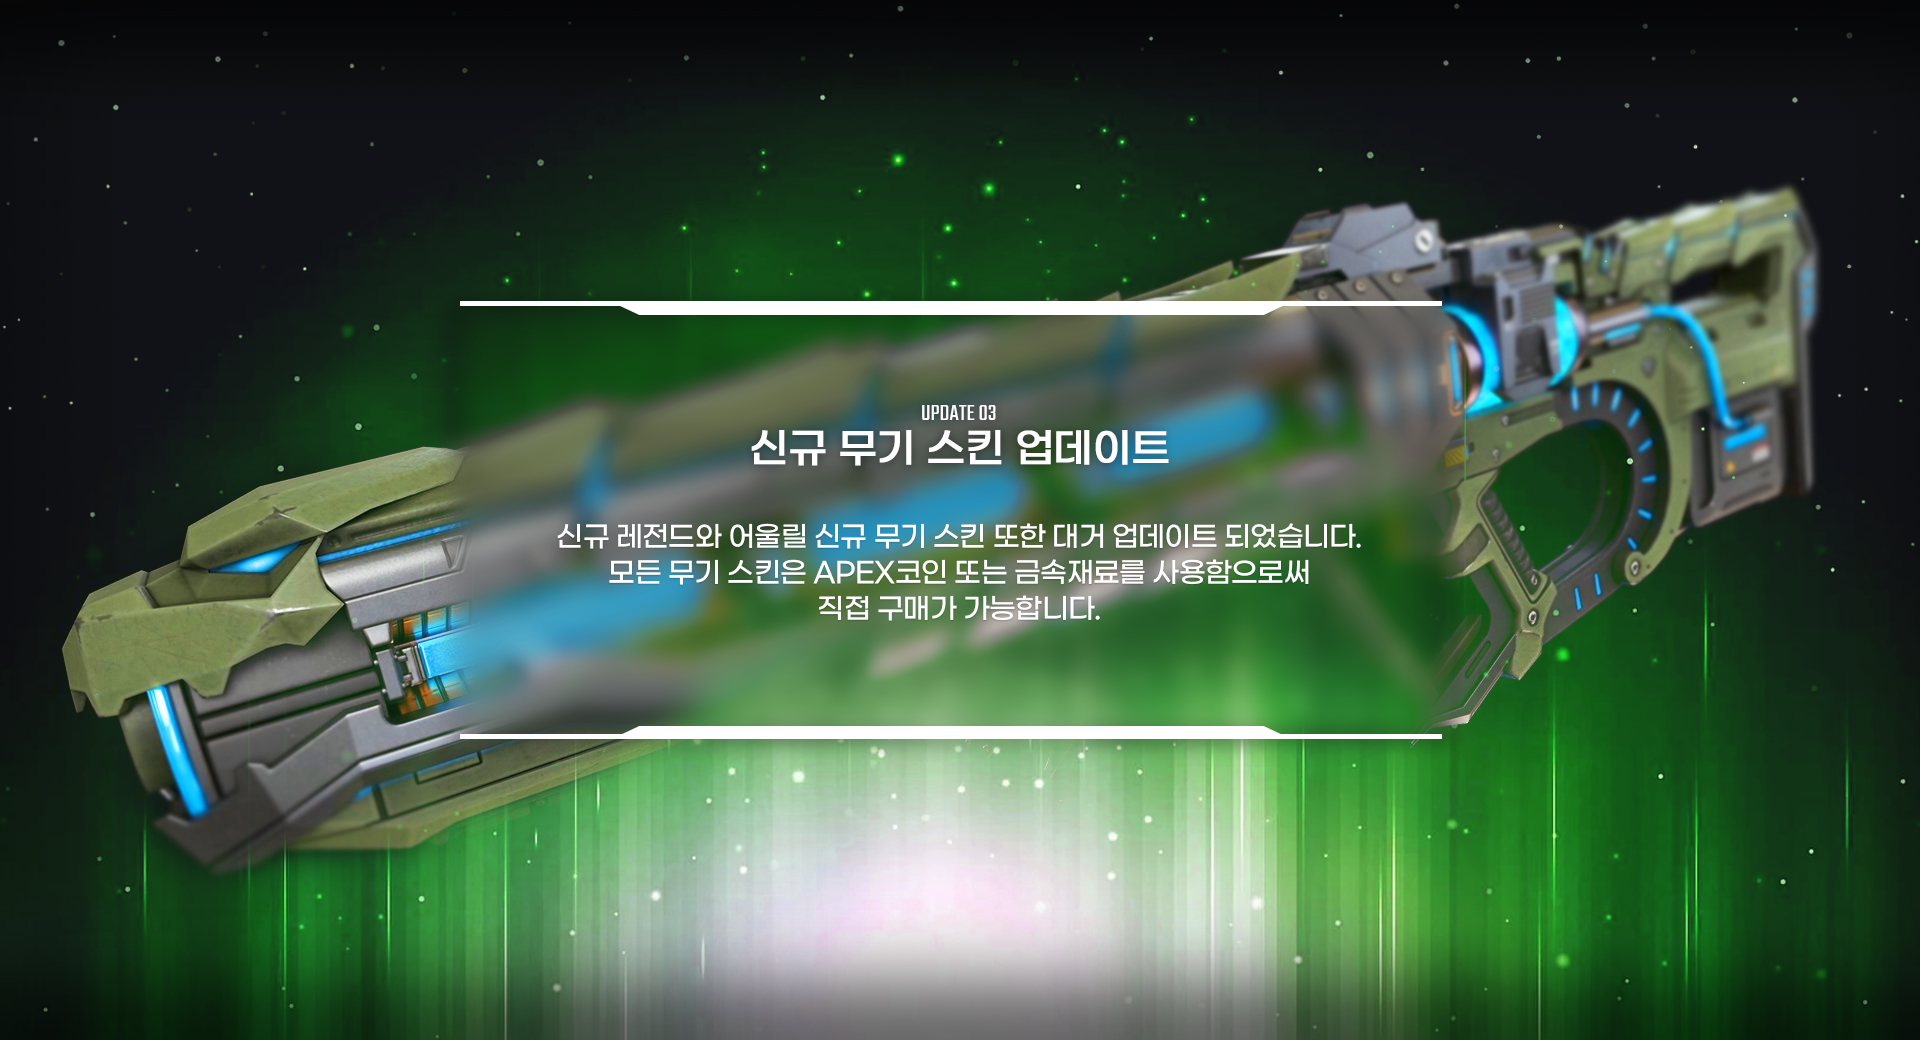 UPDATE 03
신규 무기 스킨 업데이트
신규 레전드와 어울릴 신규 무기 스킨 또한 대거 업데이트 되었습니다.
모든 무기 스킨은 APEX코인 또는 금속재료를 사용함으로써
직접 구매가 가능합니다.